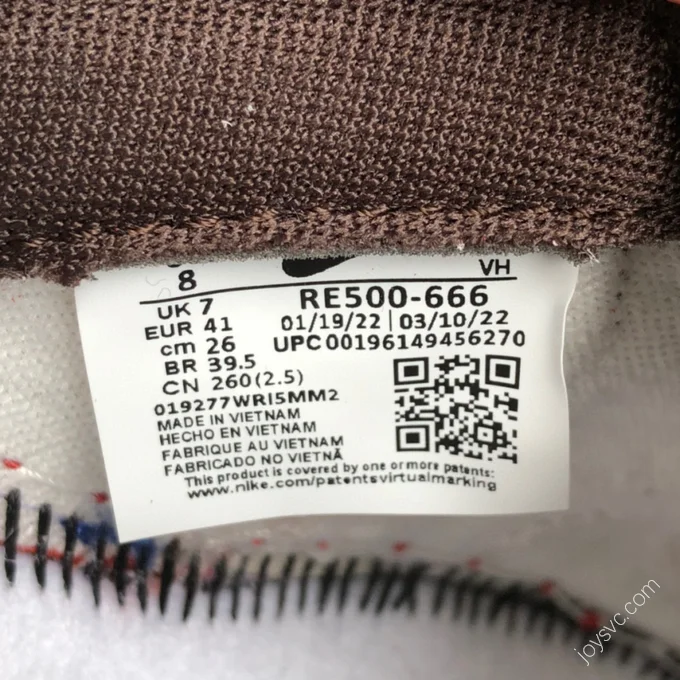 8
VH
UK 7
EUR 41
cm 26
BR 39.5
CN 260(2.5)
RE500-666
01/19/22 | 03/10/22
UPC00196149456270
019277WRI5MM2
MADE IN VIETNAM
HECHO EN VIETNAM
FABRIQUE AU VIETNAM
FABRICADO NO VIETNÃ
This product is covered by one or more patents:
www.nike.com/patentsvirtualmarking
joysvc.com